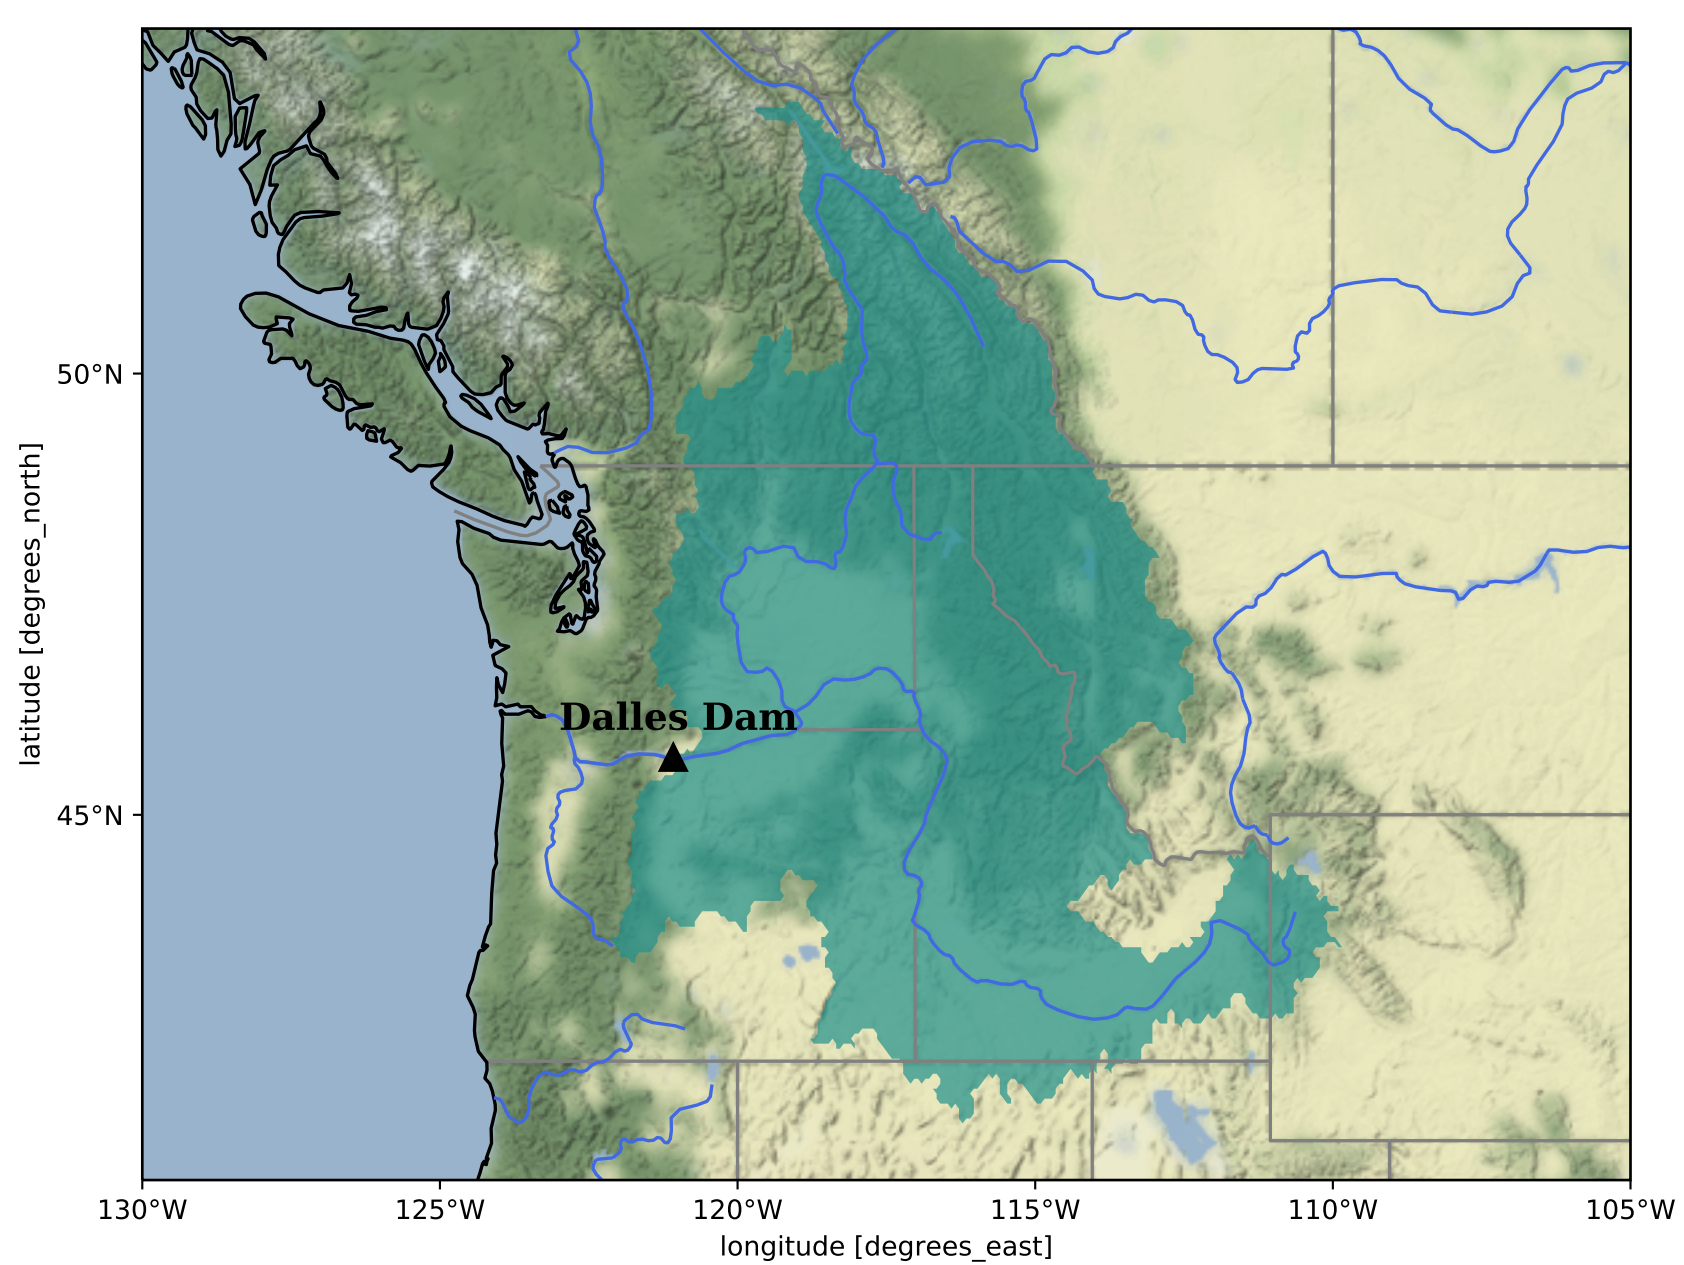 50°N
latitude [degrees_north]
Dalles Dam
45°N
130°W 125°W 120°W 115°W 110°W 105°W
longitude [degrees_east]